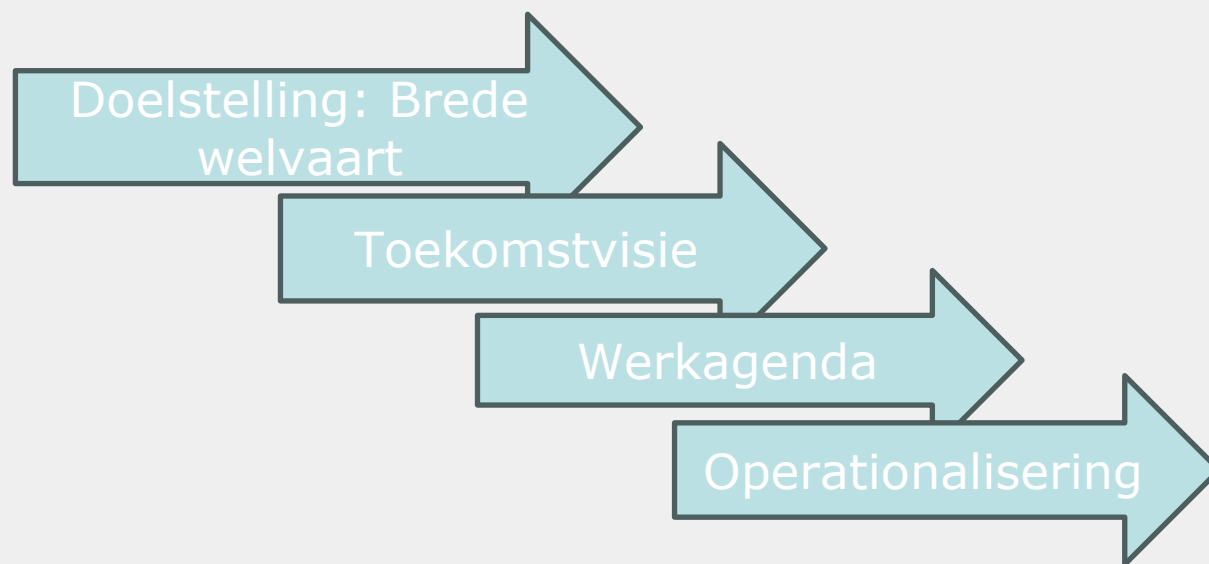 Doelstelling: Brede
welvaart
Toekomstvisie
Werkagenda
Operationalisering